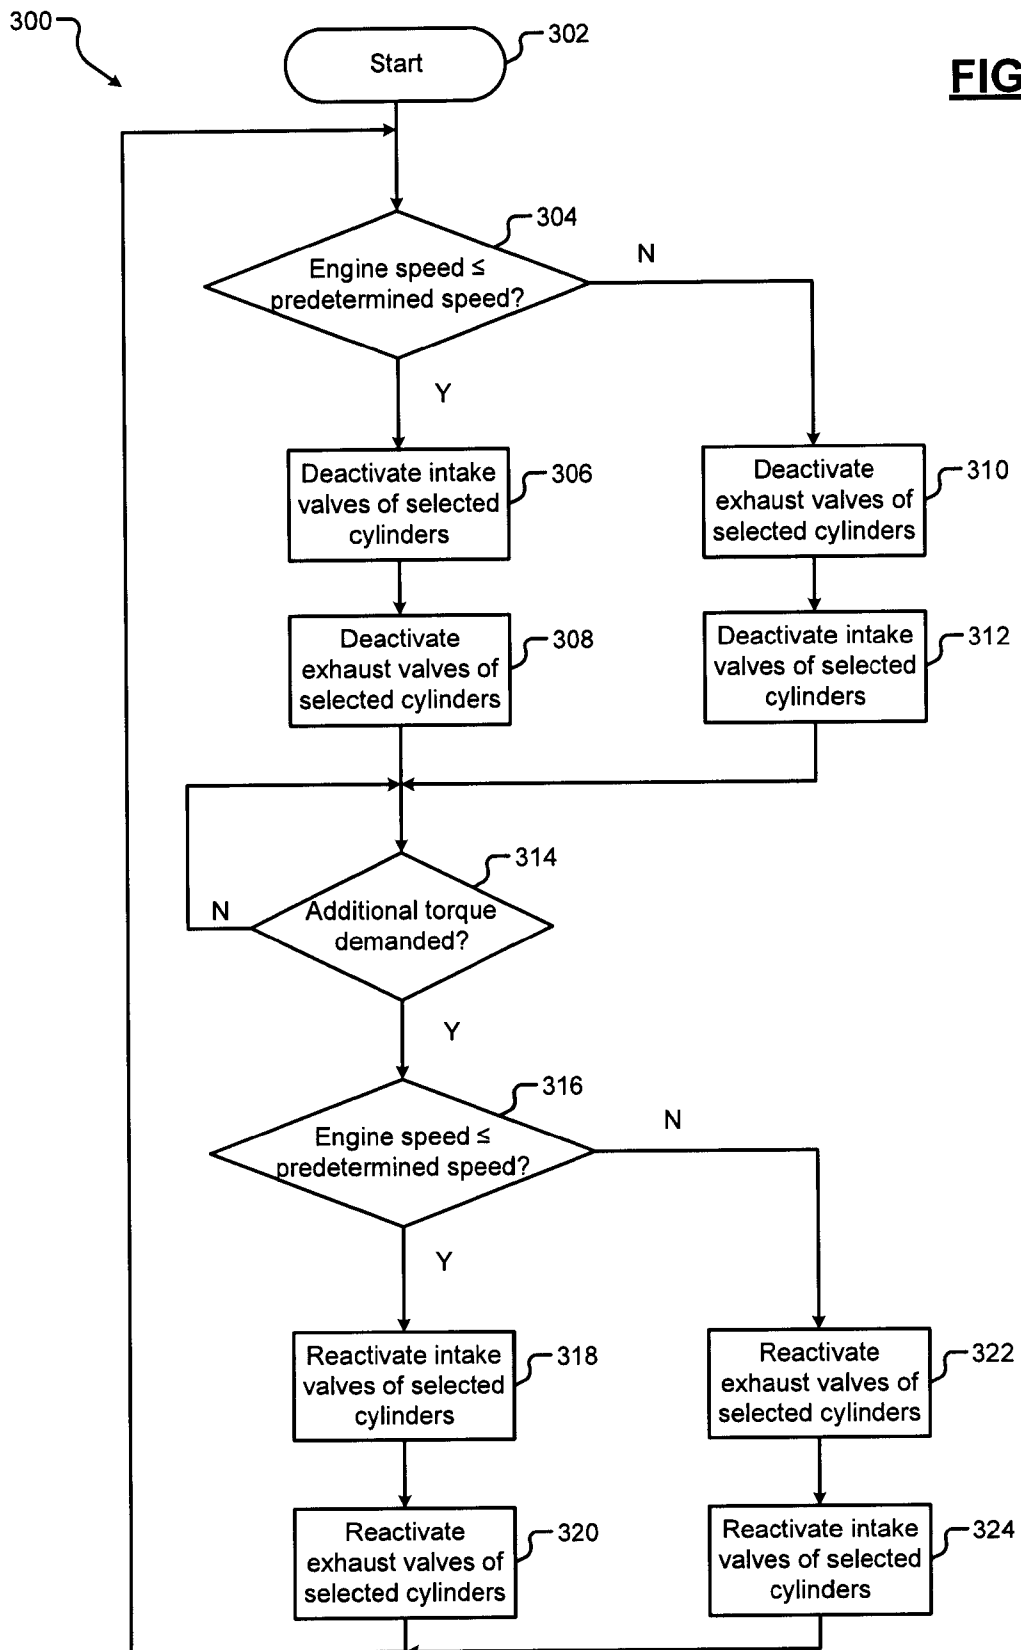 300
Start
302
FIG
304
Engine speed ≤
predetermined speed?
N
Y
Deactivate intake
valves of selected
cylinders
306
Deactivate
exhaust valves of
selected cylinders
310
Deactivate
exhaust valves of
selected cylinders
308
Deactivate intake
valves of selected
cylinders
312
314
Additional torque
demanded?
N
Y
316
Engine speed ≤
predetermined speed?
N
Y
Reactivate intake
valves of selected
cylinders
318
Reactivate
exhaust valves of
selected cylinders
322
Reactivate
exhaust valves of
selected cylinders
320
Reactivate intake
valves of selected
cylinders
324